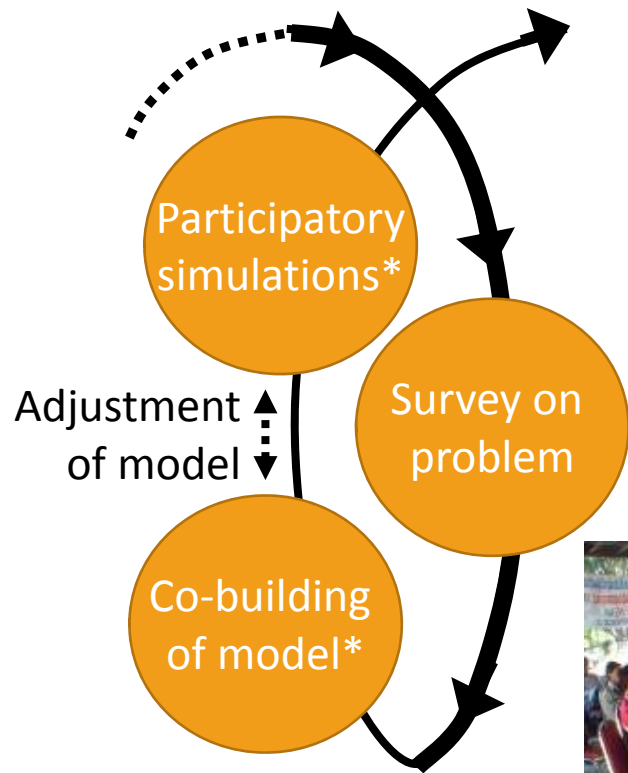 Participatory
simulations*
Survey on
problem
Adjustment
of model
Co-building
of model*